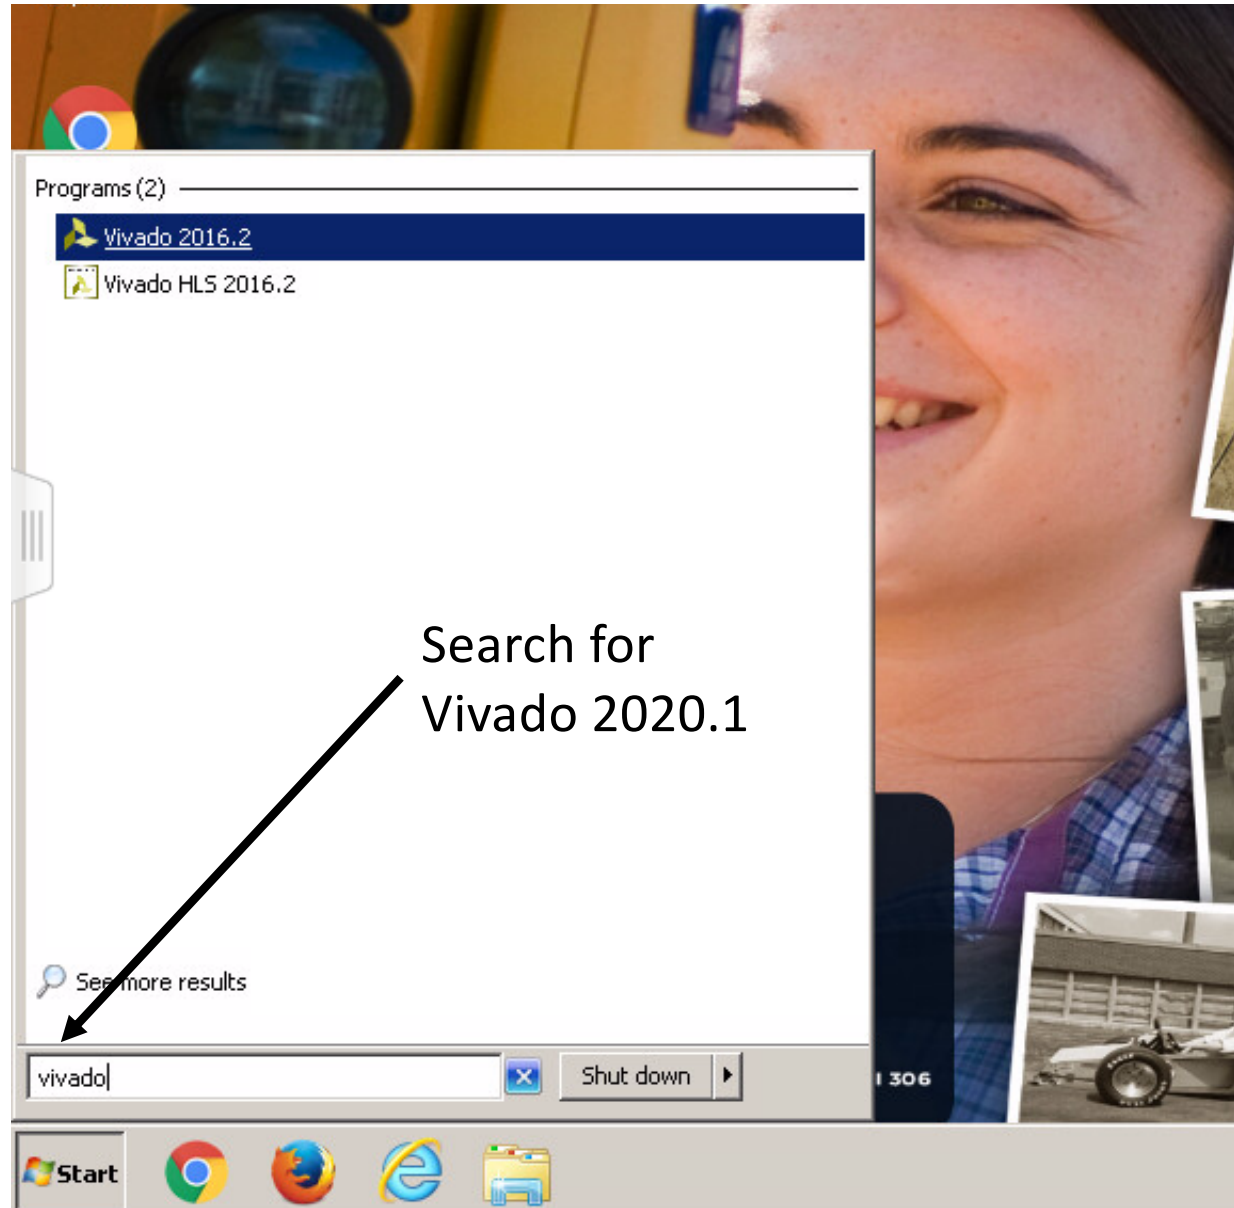 Programs (2)
Vivado 2016.2
Vivado HLS 2016.2
Search for
Vivado 2020.1
See more results
vivado
Shut down
306
Start